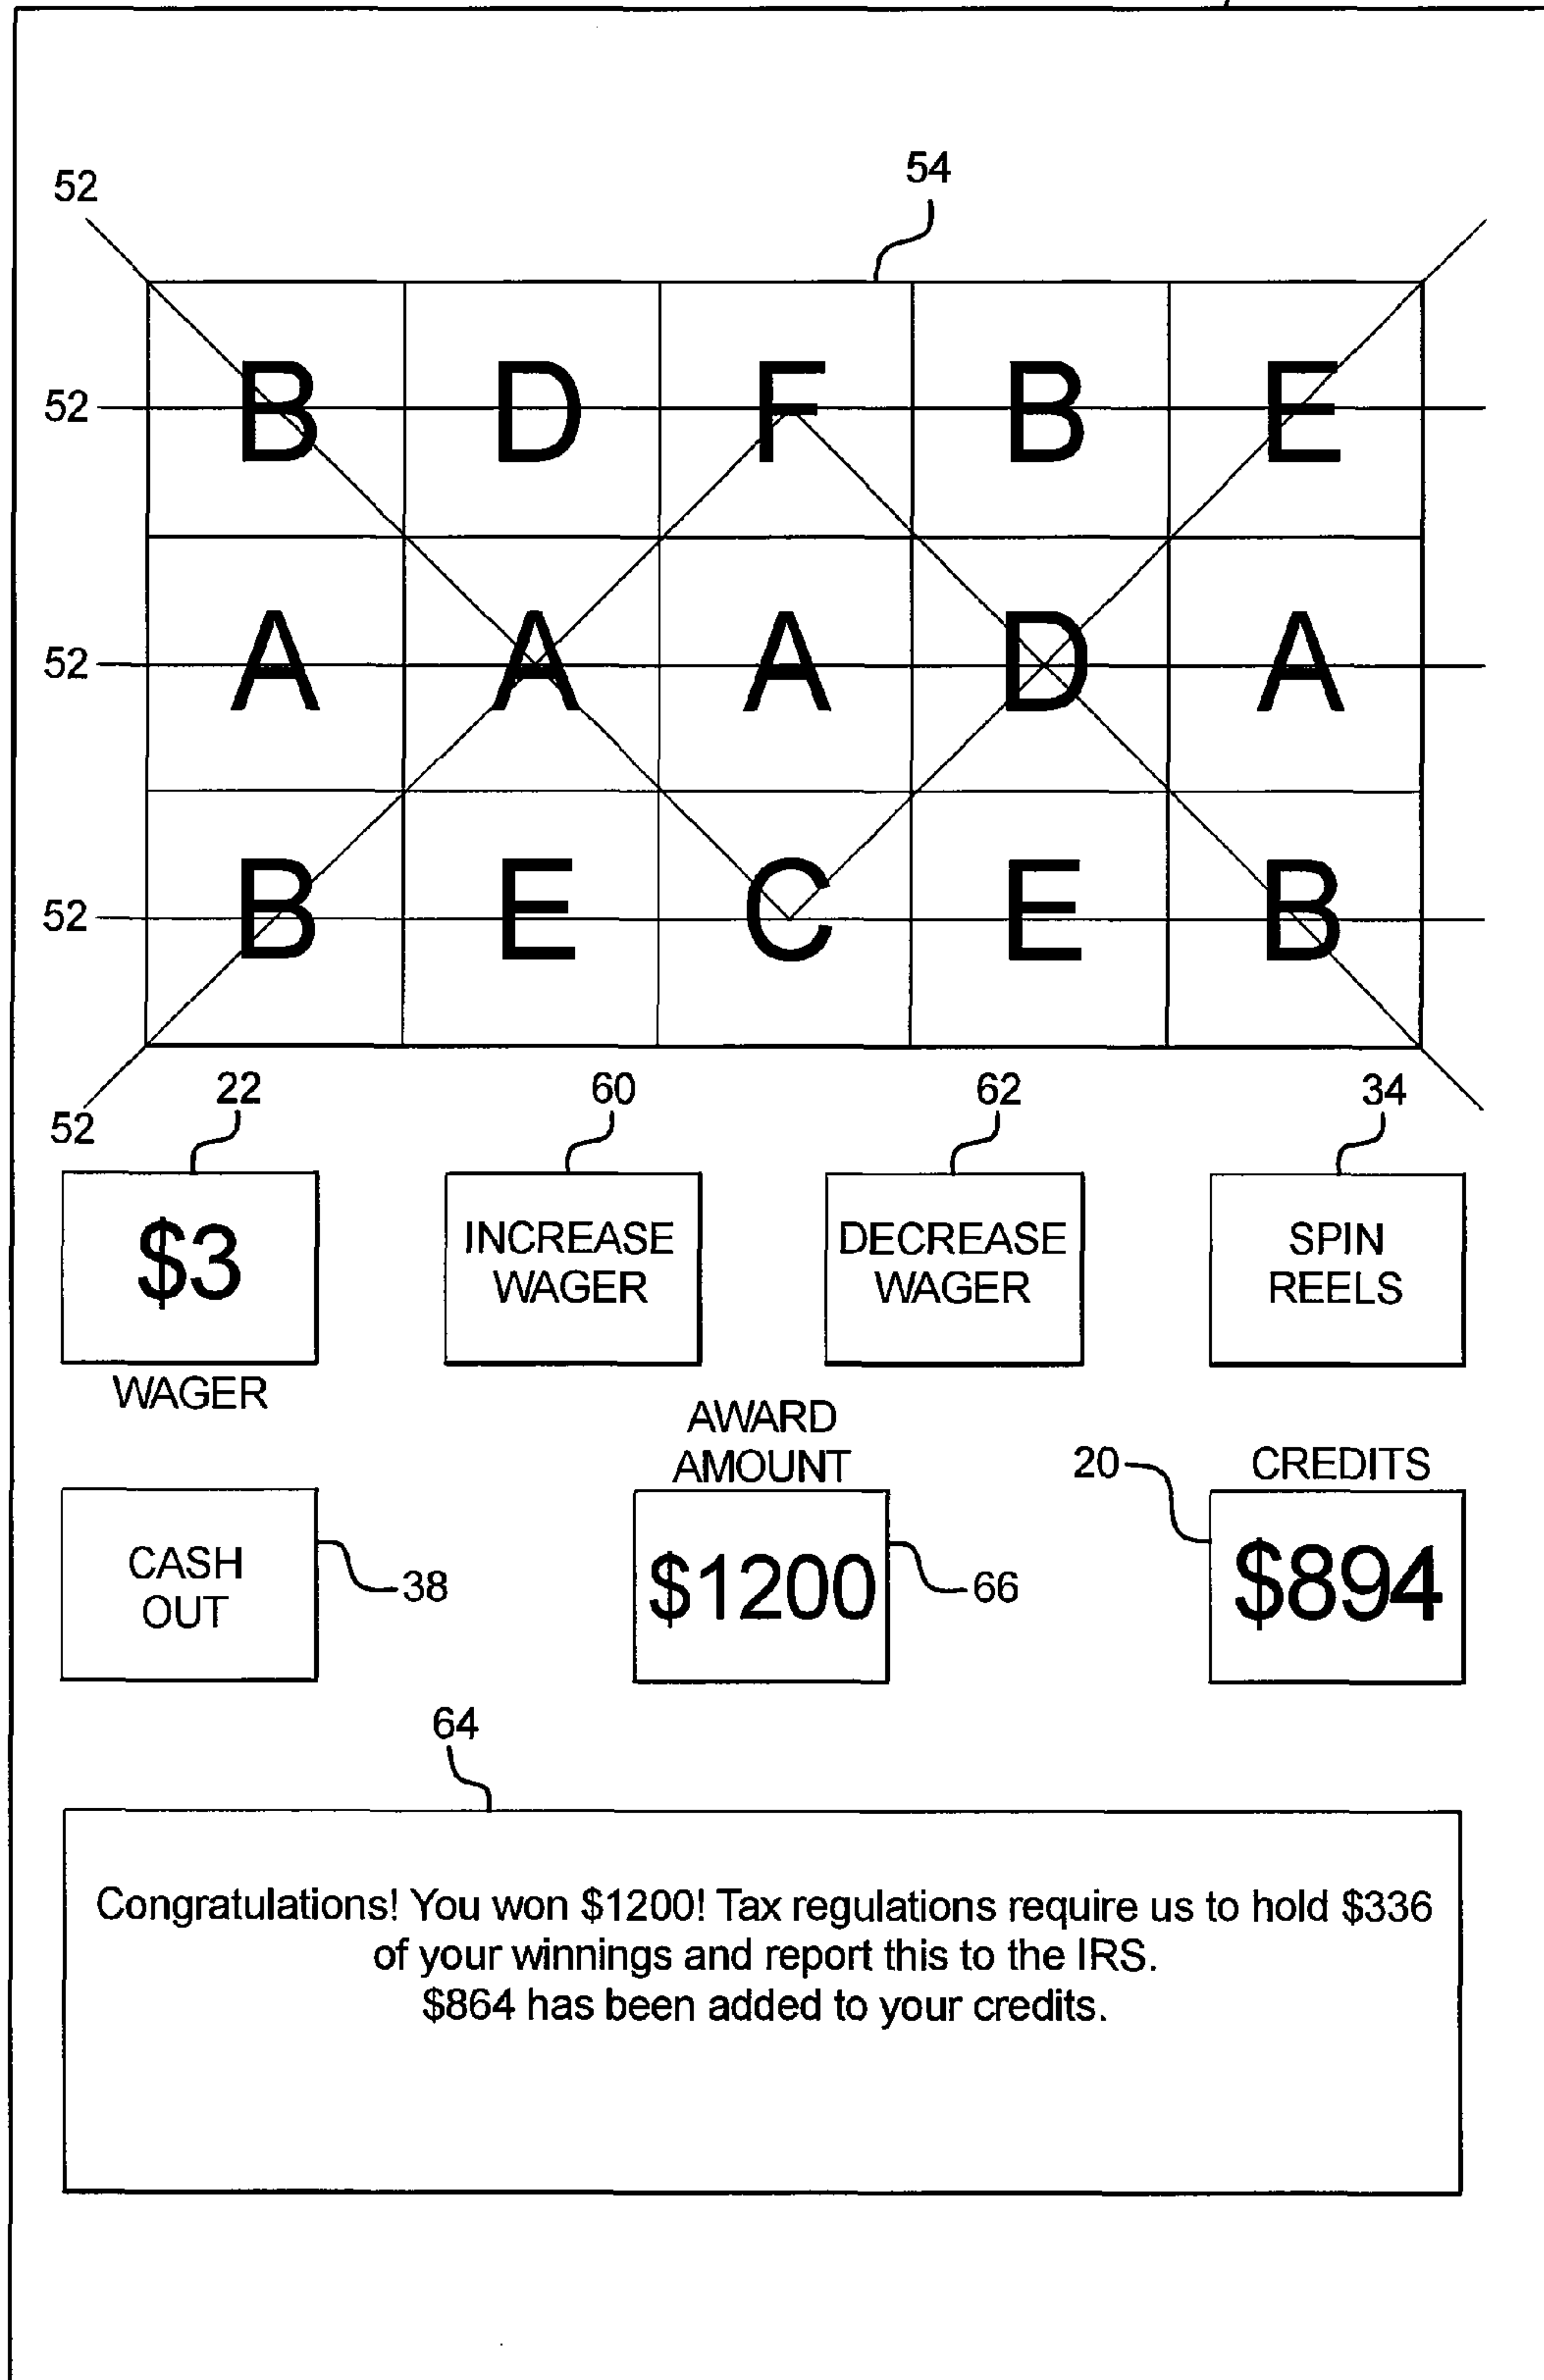 52
54
52 B D F B E
52 A A A D A
52 B E C E B
52
22 60 62 34
$3
INCREASE
WAGER
DECREASE
WAGER
SPIN
REELS
WAGER
AWARD
AMOUNT
20
CREDITS
CASH
OUT
38
$1200
66
$894
64
Congratulations! You won $1200! Tax regulations require us to hold $336
of your winnings and report this to the IRS.
$864 has been added to your credits.